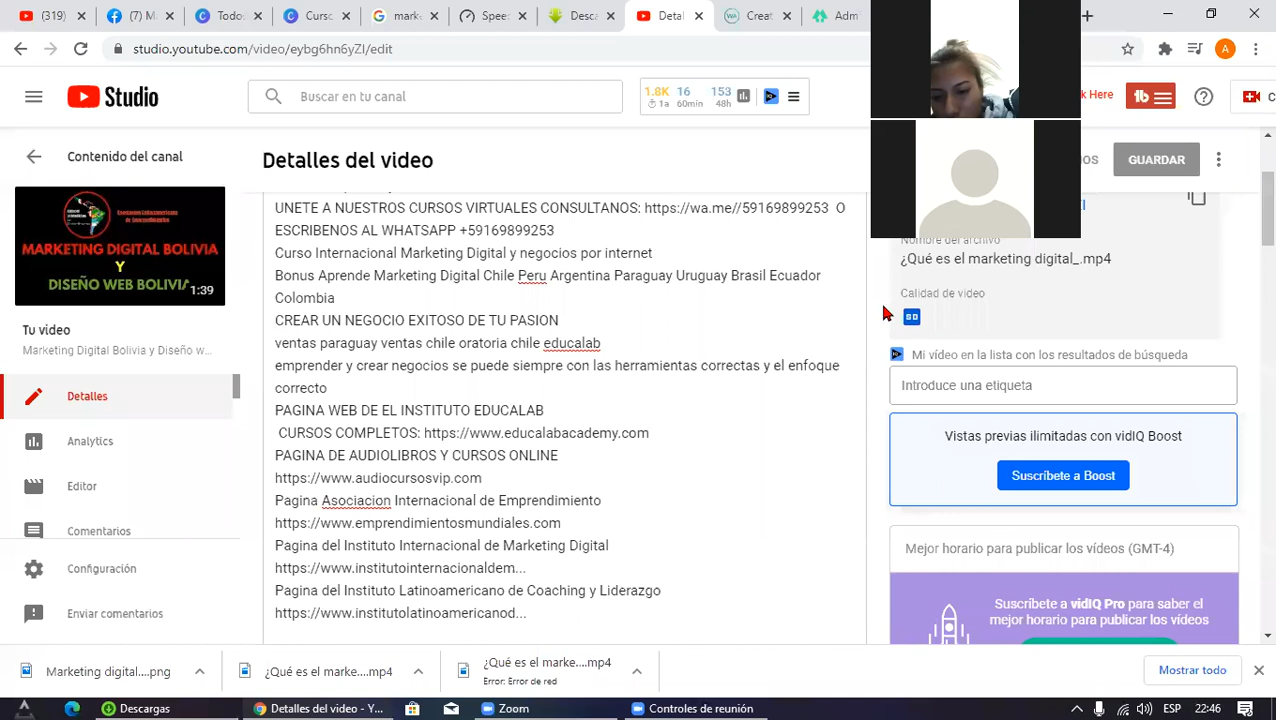 (319)
(3)
Spee
Desca
Detal
Crea
Adm
studio.youtube.com/video/eybg6hn6yZI/edit
A
Studio
Buscar en tu canal
1.8K 16 153
1a 60min 48h
k Here
Contenido del canal
Detalles del video
OS
GUARDAR
MARKETING DIGITAL BOLIVIA
Y
DISEÑO WEB BOLIVIA
1:39
Tu video
Marketing Digital Bolivia y Diseño w...
Detalles
Analytics
Editor
Comentarios
Configuración
Enviar comentarios
UNETE A NUESTROS CURSOS VIRTUALES CONSULTANOS: https://wa.me//59169899253 O
ESCRIBENOS AL WHATSAPP +59169899253
Curso Internacional Marketing Digital y negocios por internet
Bonus Aprende Marketing Digital Chile Peru Argentina Paraguay Uruguay Brasil Ecuador
Colombia
CREAR UN NEGOCIO EXITOSO DE TU PASION
ventas paraguay ventas chile oratoria chile educalab
emprender y crear negocios se puede siempre con las herramientas correctas y el enfoque
correcto
PAGINA WEB DE EL INSTITUTO EDUCALAB
CURSOS COMPLETOS: https://www.educalabacademy.com
PAGINA DE AUDIOLIBROS Y CURSOS ONLINE
https://www.audiocursosvip.com
Pagina Asociacion Internacional de Emprendimiento
https://www.emprendimientosmundiales.com
Pagina del Instituto Internacional de Marketing Digital
https://www.institutointernacionaldem...
Pagina del Instituto Latinoamericano de Coaching y Liderazgo
https://www.institutolatinoamericanod...
Nombre del archivo
¿Qué es el marketing digital_.mp4
Calidad de video
SD
Mi vídeo en la lista con los resultados de búsqueda
Introduce una etiqueta
Vistas previas ilimitadas con vidIQ Boost
Suscríbete a Boost
Mejor horario para publicar los vídeos (GMT-4)
Suscríbete a vidIQ Pro para saber el
mejor horario para publicar los vídeos
Marketing digital....png
¿Qué es el marke....mp4
¿Qué es el marke....mp4
Error: Error de red
Mostrar todo
Descargas
Detalles del video - Y...
Zoom
Controles de reunión
ESP
22:46